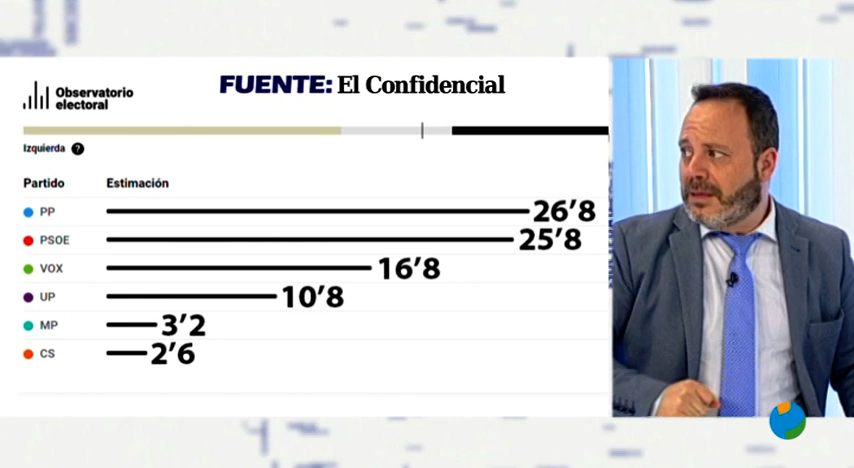 Observatorio
electoral
FUENTE: El Confidencial
Izquierda ?
Partido Estimación
PP 26'8
PSOE 25'8
VOX 16'8
UP 10'8
MP 3'2
CS 2'6